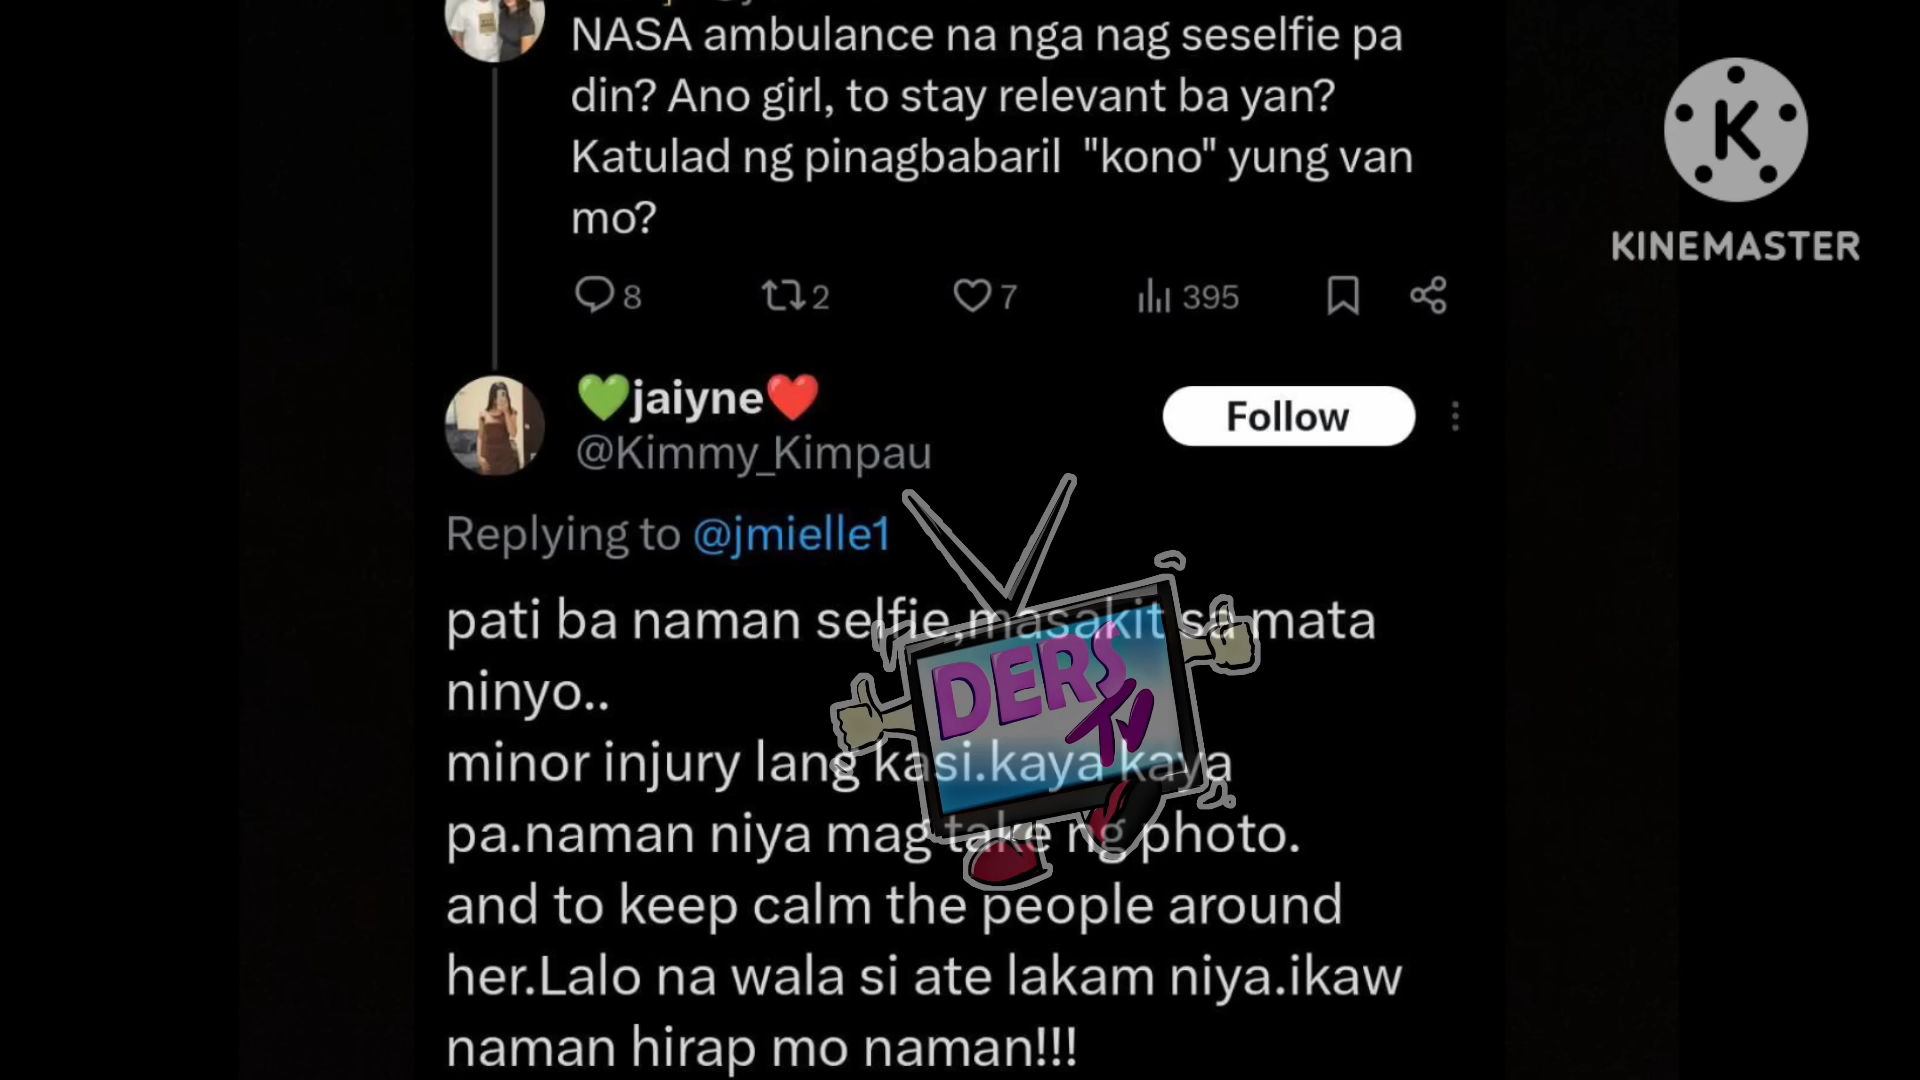 NASA ambulance na nga nag seselfie pa
din? Ano girl, to stay relevant ba yan?
Katulad ng pinagbabaril "kono" yung van
mo?
8 2 7 395
💚jaiyne❤️
Follow
@Kimmy_Kimpau
Replying to @jmielle1
pati ba naman selfie,masakit sa mata
ninyo..
minor injury lang kasi.kaya kaya
pa.naman niya mag take ng photo.
and to keep calm the people around
her.Lalo na wala si ate lakam niya.ikaw
naman hirap mo naman!!!
K
KINEMASTER
DERS
TV